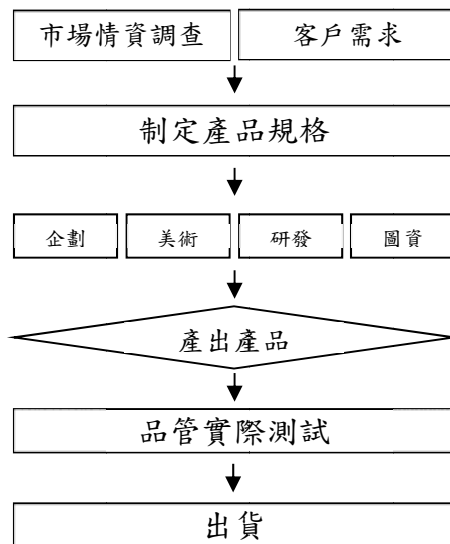 市場情資調查 客戶需求
制定產品規格
企劃 美術 研發 圖資
產出產品
品管實際測試
出貨